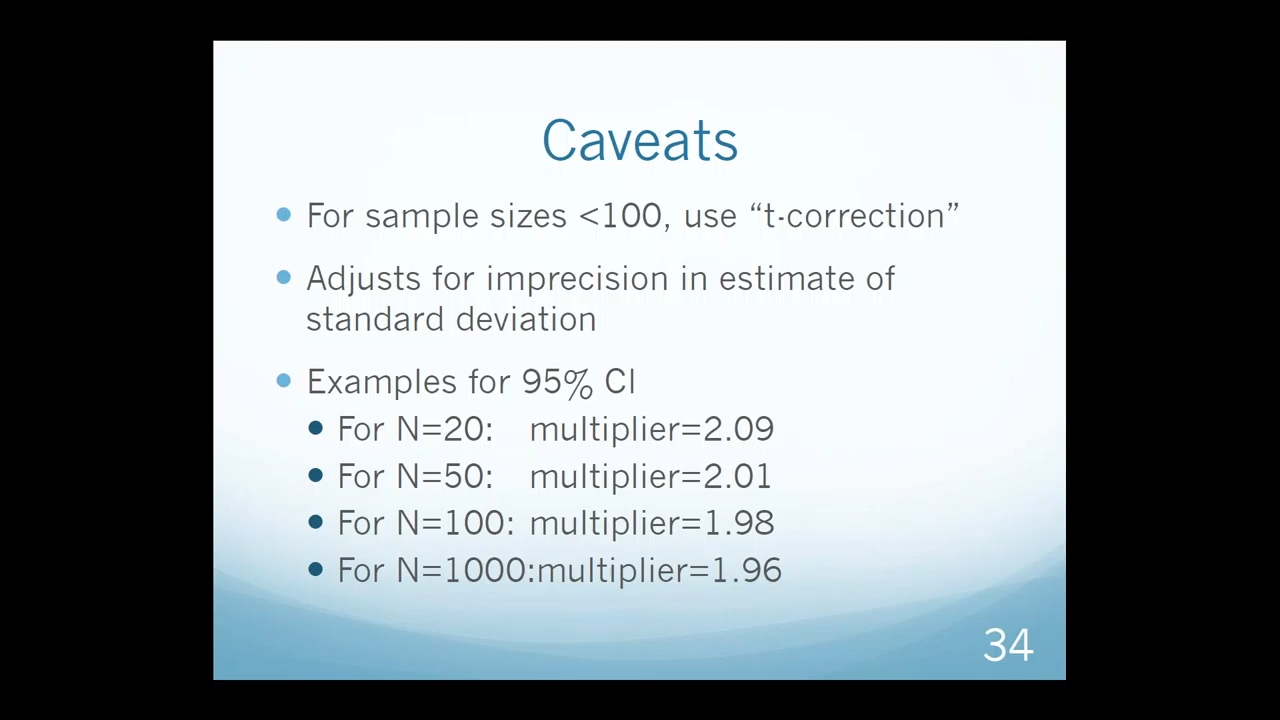 Caveats
For sample sizes <100, use “t-correction”
Adjusts for imprecision in estimate of
standard deviation
Examples for 95% CI
For N=20: multiplier=2.09
For N=50: multiplier=2.01
For N=100: multiplier=1.98
For N=1000:multiplier=1.96
34